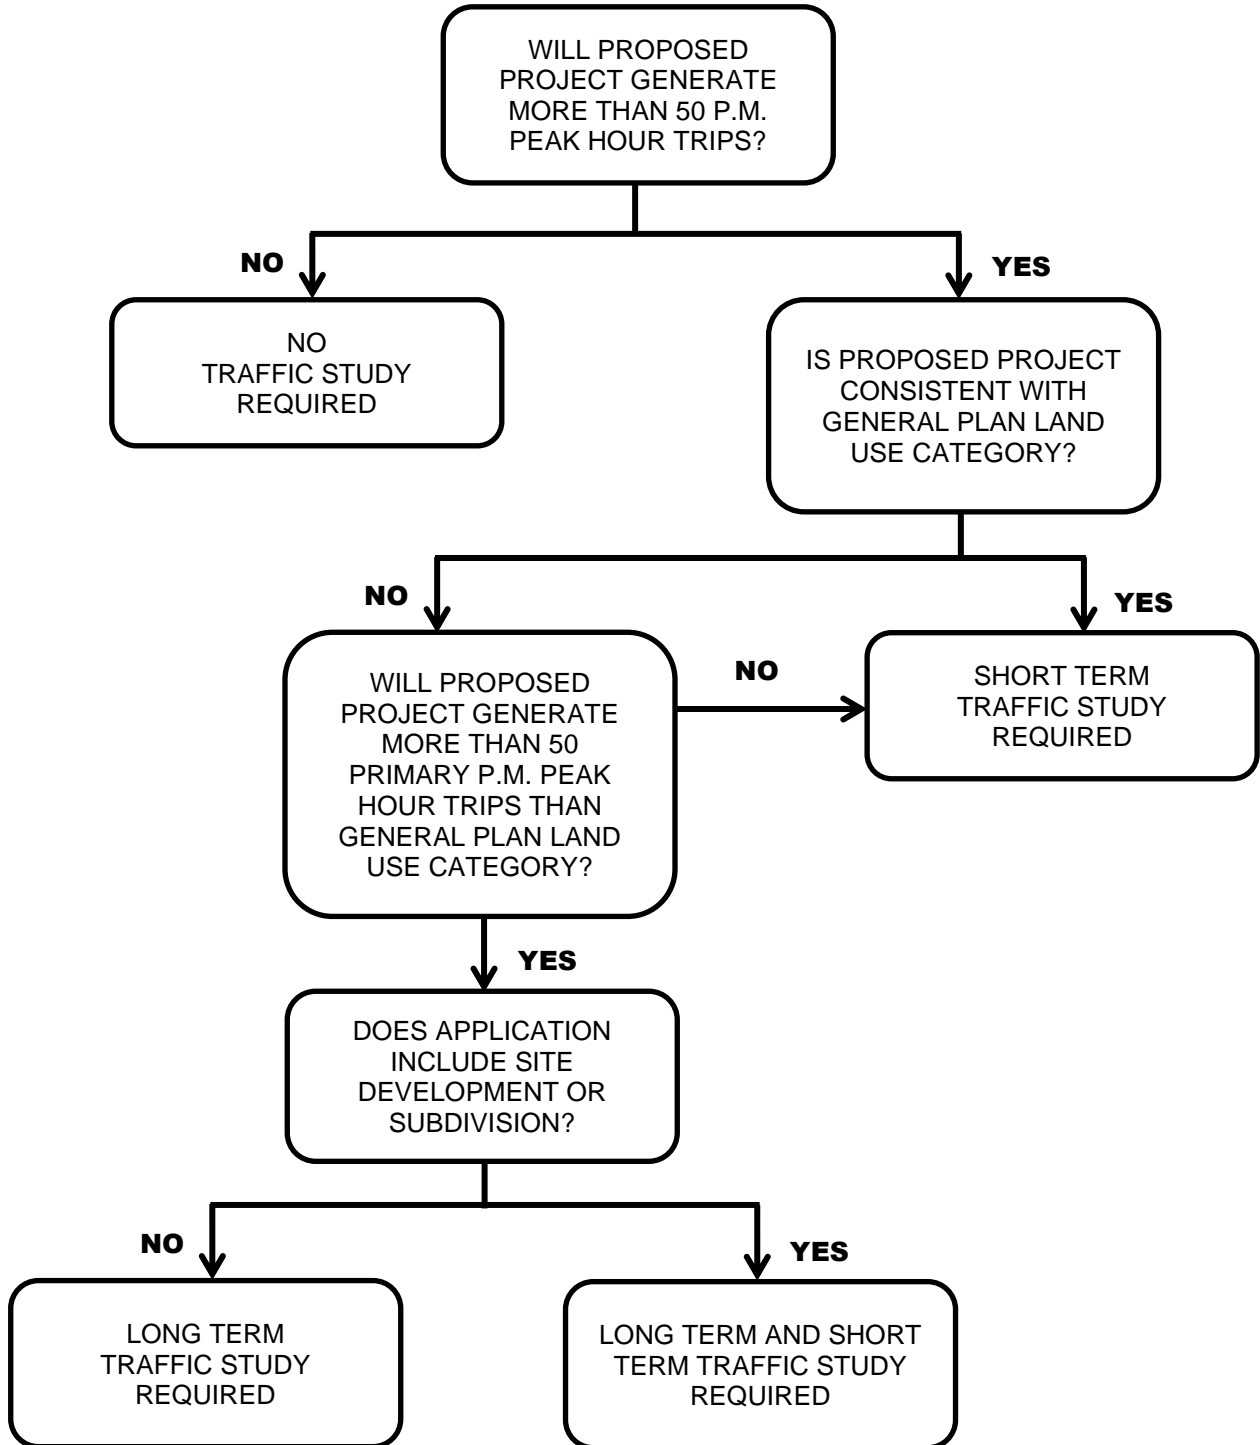 WILL PROPOSED
PROJECT GENERATE
MORE THAN 50 P.M.
PEAK HOUR TRIPS?
NO
YES
NO
TRAFFIC STUDY
REQUIRED
IS PROPOSED PROJECT
CONSISTENT WITH
GENERAL PLAN LAND
USE CATEGORY?
NO
YES
WILL PROPOSED
PROJECT GENERATE
MORE THAN 50
PRIMARY P.M. PEAK
HOUR TRIPS THAN
GENERAL PLAN LAND
USE CATEGORY?
NO
SHORT TERM
TRAFFIC STUDY
REQUIRED
YES
DOES APPLICATION
INCLUDE SITE
DEVELOPMENT OR
SUBDIVISION?
NO
YES
LONG TERM
TRAFFIC STUDY
REQUIRED
LONG TERM AND SHORT
TERM TRAFFIC STUDY
REQUIRED